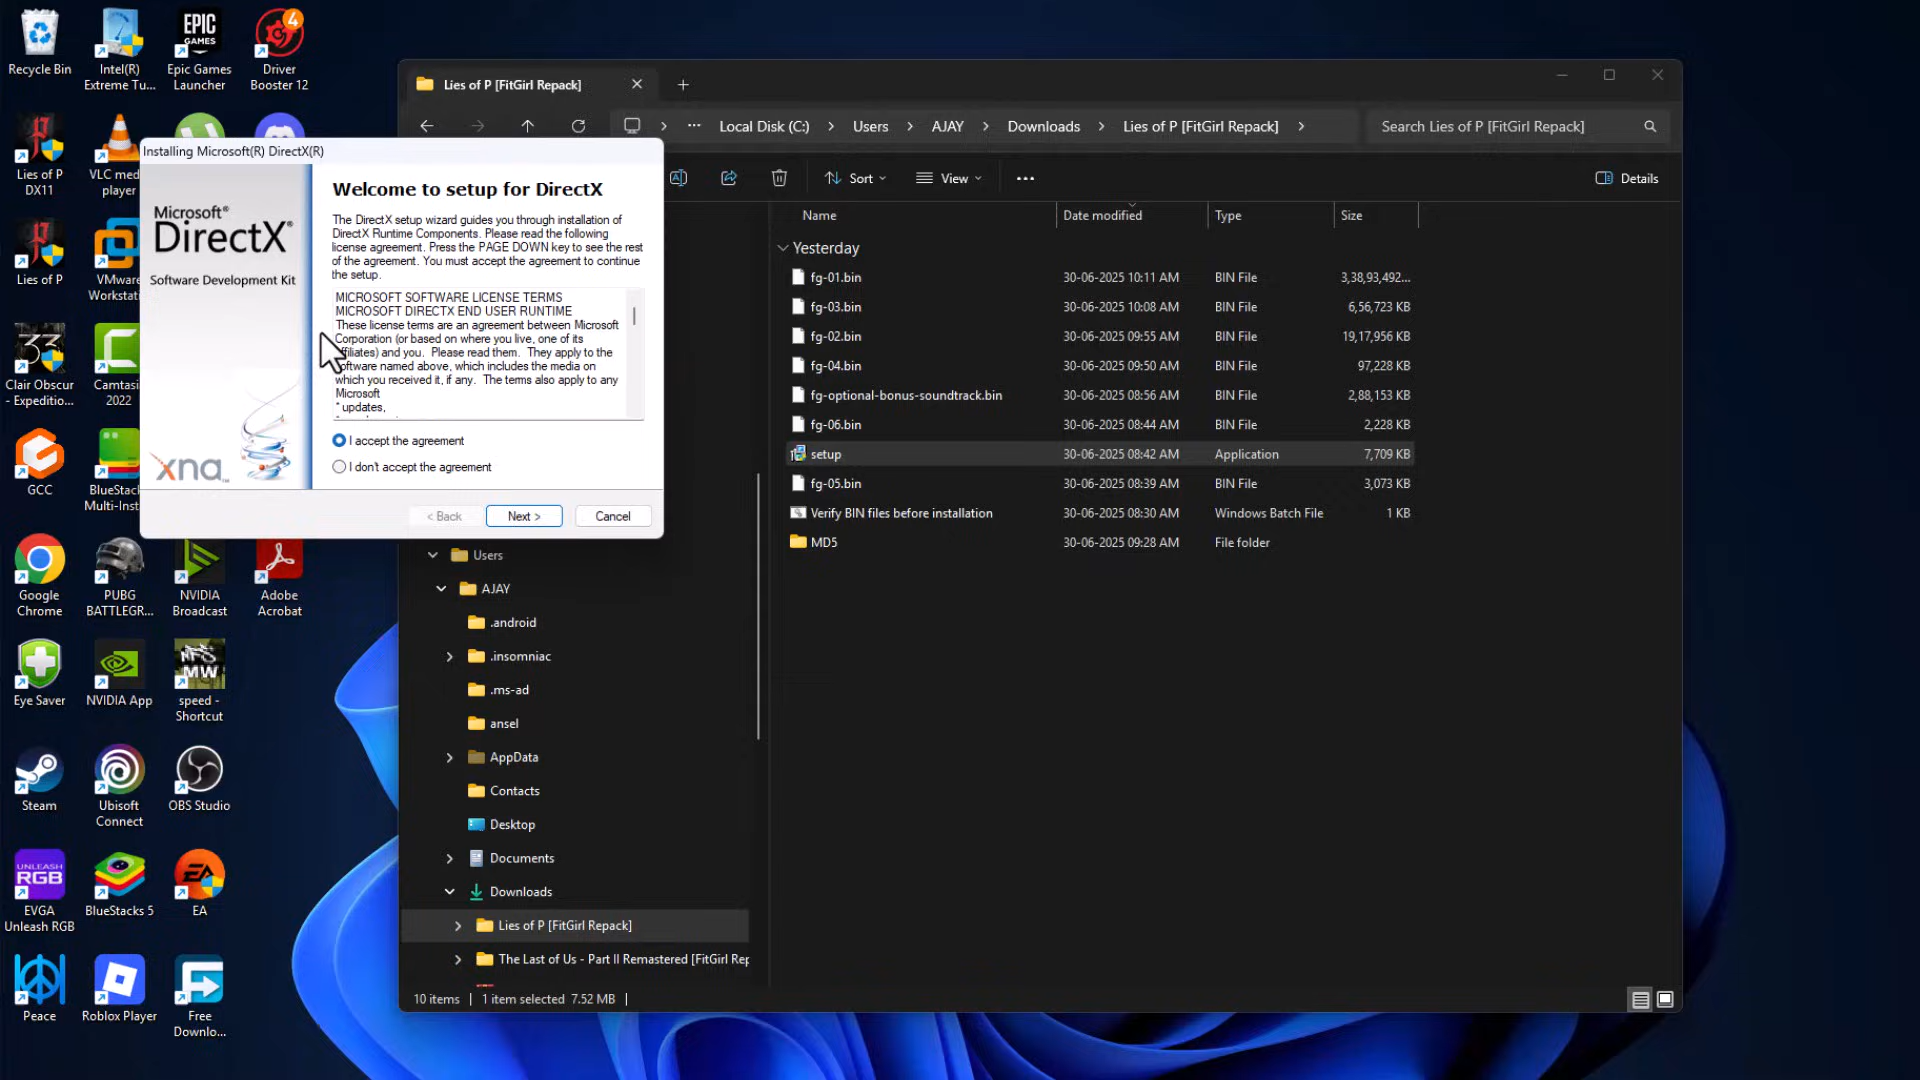 Recycle Bin
Intel(R)
Extreme Tu...
EPIC
GAMES
Epic Games
Launcher
4
Driver
Booster 12
Lies of P
DX11
VLC med
player
Lies of P
VMware
Workstati
33
Clair Obscur
- Expeditio...
Camtasi
2022
GCC
BlueStack
Multi-Inst
Google
Chrome
PUBG
BATTLEGR...
NVIDIA
Broadcast
Adobe
Acrobat
Eye Saver
NVIDIA App
NFS
MW
speed -
Shortcut
Steam
Ubisoft
Connect
OBS Studio
UNLEASH
RGB
EVGA
Unleash RGB
BlueStacks 5
EA
EA
Peace
Roblox Player
Free
Downlo...
Installing Microsoft(R) DirectX(R)
Microsoft®
DirectX®
Software Development Kit
xna™
Welcome to setup for DirectX
The DirectX setup wizard guides you through installation of
DirectX Runtime Components. Please read the following
license agreement. Press the PAGE DOWN key to see the rest
of the agreement. You must accept the agreement to continue
the setup.
MICROSOFT SOFTWARE LICENSE TERMS
MICROSOFT DIRECTX END USER RUNTIME
These license terms are an agreement between Microsoft
Corporation (or based on where you live, one of its
affiliates) and you.  Please read them.  They apply to the
software named above, which includes the media on
which you received it, if any.  The terms also apply to any
Microsoft
* updates,
I accept the agreement
I don't accept the agreement
< Back
Next >
Cancel
Lies of P [FitGirl Repack]
Local Disk (C:) > Users > AJAY > Downloads > Lies of P [FitGirl Repack] >
Search Lies of P [FitGirl Repack]
Sort
View
Details
Name Date modified Type Size
Yesterday
fg-01.bin 30-06-2025 10:11 AM BIN File 3,38,93,492...
fg-03.bin 30-06-2025 10:08 AM BIN File 6,56,723 KB
fg-02.bin 30-06-2025 09:55 AM BIN File 19,17,956 KB
fg-04.bin 30-06-2025 09:50 AM BIN File 97,228 KB
fg-optional-bonus-soundtrack.bin 30-06-2025 08:56 AM BIN File 2,88,153 KB
fg-06.bin 30-06-2025 08:44 AM BIN File 2,228 KB
setup 30-06-2025 08:42 AM Application 7,709 KB
fg-05.bin 30-06-2025 08:39 AM BIN File 3,073 KB
Verify BIN files before installation 30-06-2025 08:30 AM Windows Batch File 1 KB
MD5 30-06-2025 09:28 AM File folder
Users
AJAY
.android
.insomniac
.ms-ad
ansel
AppData
Contacts
Desktop
Documents
Downloads
Lies of P [FitGirl Repack]
The Last of Us - Part II Remastered [FitGirl Rep
10 items
1 item selected 7.52 MB